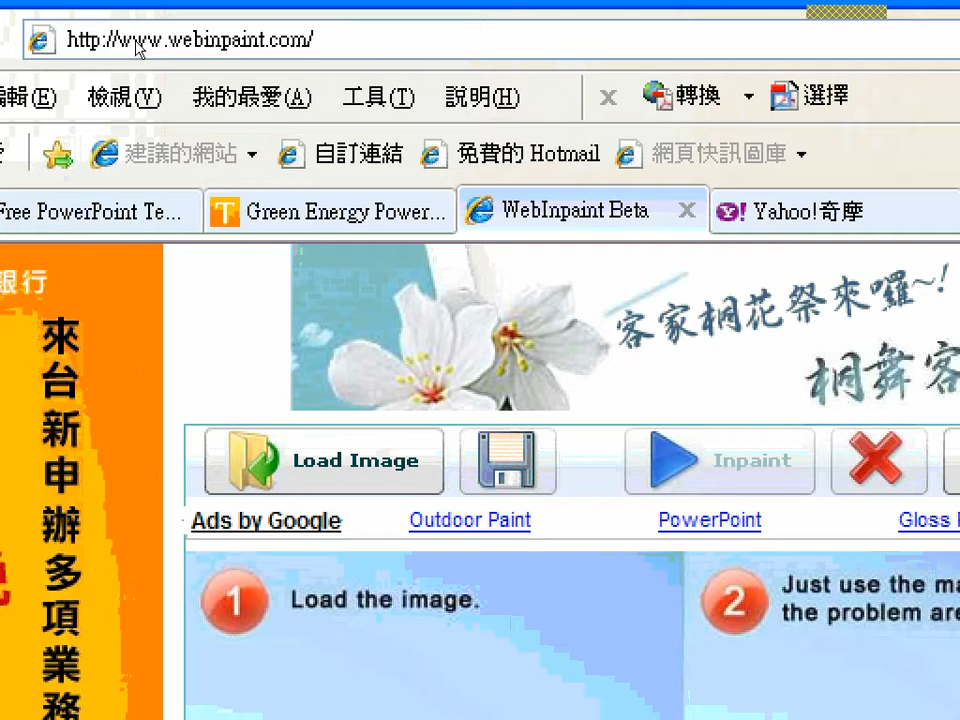 http://www.webinpaint.com/
編輯(E) 檢視(V) 我的最愛(A) 工具(T) 說明(H) 轉換 選擇
建議的網站 自訂連結 免費的 Hotmail 網頁快訊圖庫
Free PowerPoint Te... Green Energy Power... WebInpaint Beta Yahoo!奇摩
銀行
來台新申辦多項業務
客家桐花祭來囉~!
桐舞客
Load Image Inpaint
Ads by Google Outdoor Paint PowerPoint Gloss
1 Load the image.
2 Just use the
the problem